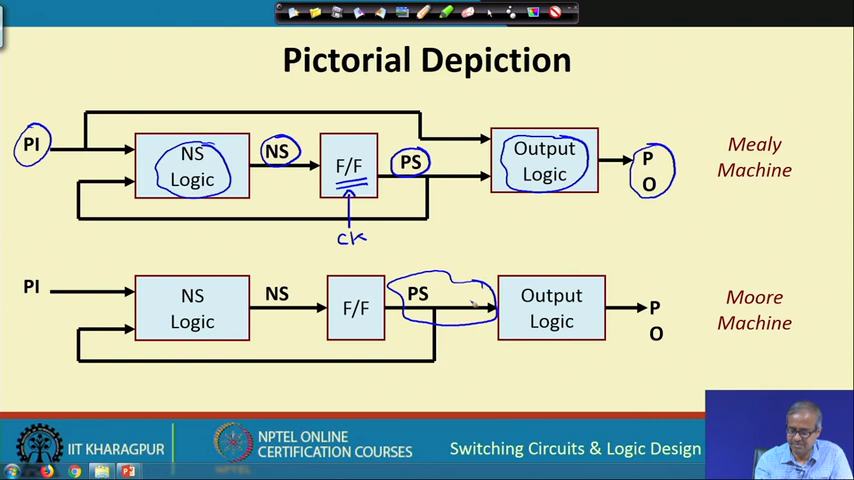 Pictorial Depiction
PI
NS
Logic
NS
F/F
PS
Output
Logic
P
O
Mealy
Machine
CK
PI
NS
Logic
NS
F/F
PS
Output
Logic
P
O
Moore
Machine
IIT KHARAGPUR
NPTEL ONLINE
CERTIFICATION COURSES
NPTEL
Switching Circuits & Logic Design